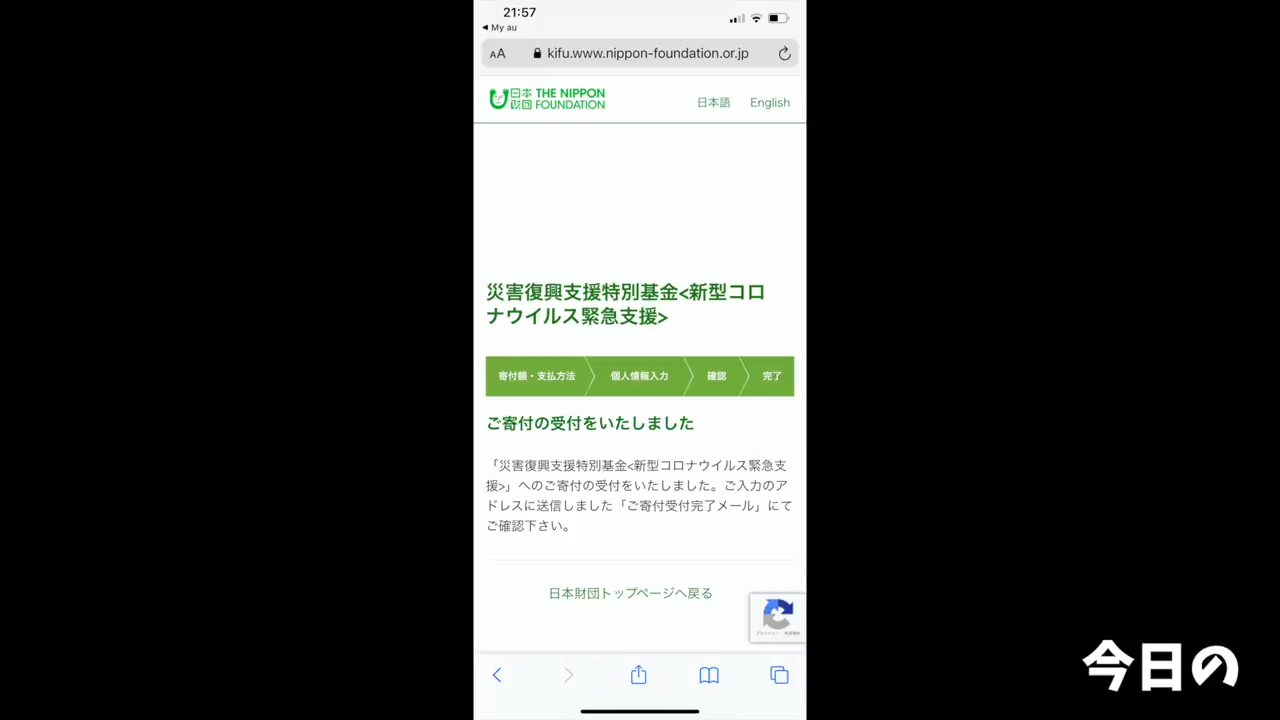 21:57
◀ My au
AA kifu.www.nippon-foundation.or.jp
日本 THE NIPPON
財団 FOUNDATION
日本語 English
災害復興支援特別基金<新型コロ
ナウイルス緊急支援>
寄付額・支払方法 個人情報入力 確認 完了
ご寄付の受付をいたしました
「災害復興支援特別基金<新型コロナウイルス緊急支
援>」へのご寄付の受付をいたしました。ご入力のア
ドレスに送信しました「ご寄付受付完了メール」にて
ご確認下さい。
日本財団トップページへ戻る
今日の